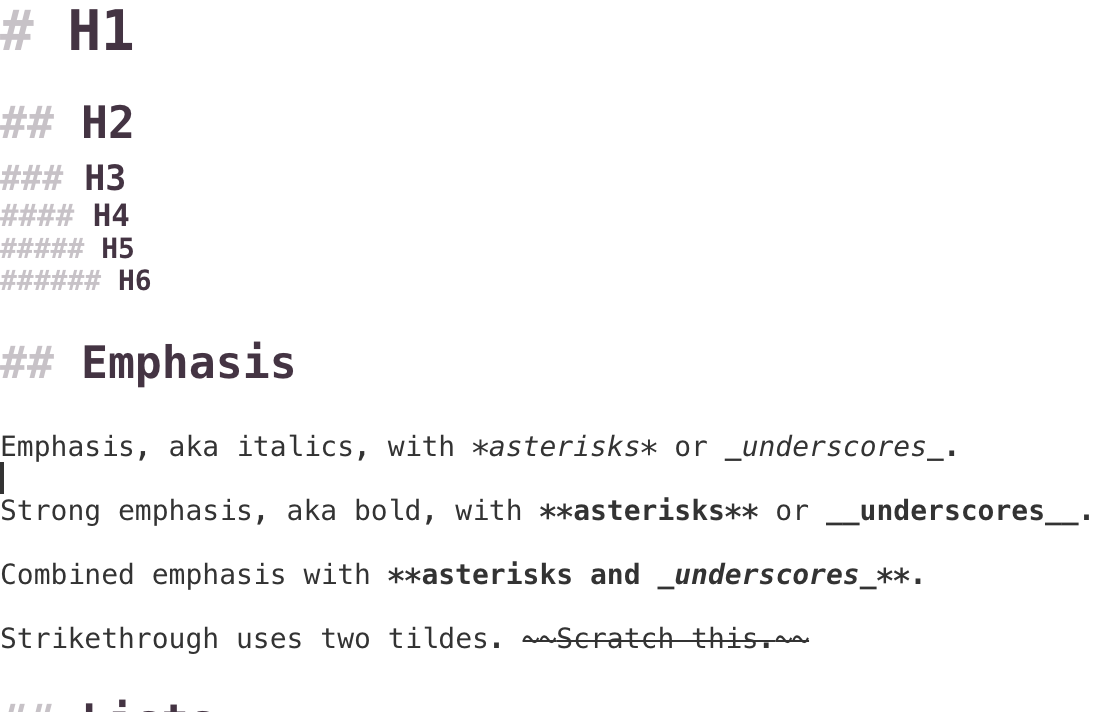 # H1
## H2
### H3
#### H4
##### H5
###### H6
## Emphasis
Emphasis, aka italics, with *asterisks* or _underscores_.
Strong emphasis, aka bold, with **asterisks** or __underscores__.
Combined emphasis with **asterisks and _underscores_**.
Strikethrough uses two tildes. ~~Scratch this.~~
## Lists